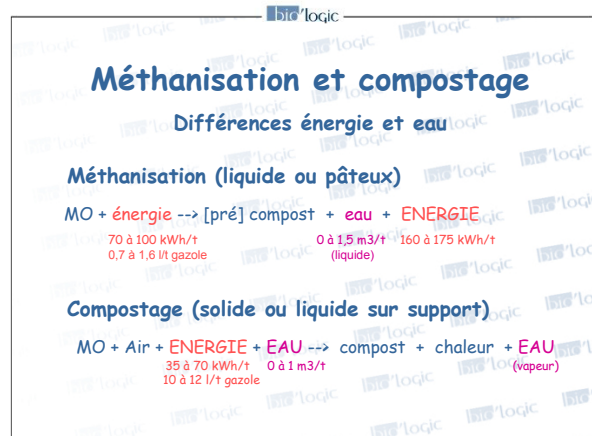 bio'logic
Méthanisation et compostage
Différences énergie et eau
Méthanisation (liquide ou pâteux)
MO + énergie --> [pré] compost + eau + ENERGIE
70 à 100 kWh/t 0 à 1,5 m3/t 160 à 175 kWh/t
0,7 à 1,6 l/t gazole (liquide)
Compostage (solide ou liquide sur support)
MO + Air + ENERGIE + EAU --> compost + chaleur + EAU
35 à 70 kWh/t 0 à 1 m3/t (vapeur)
10 à 12 l/t gazole